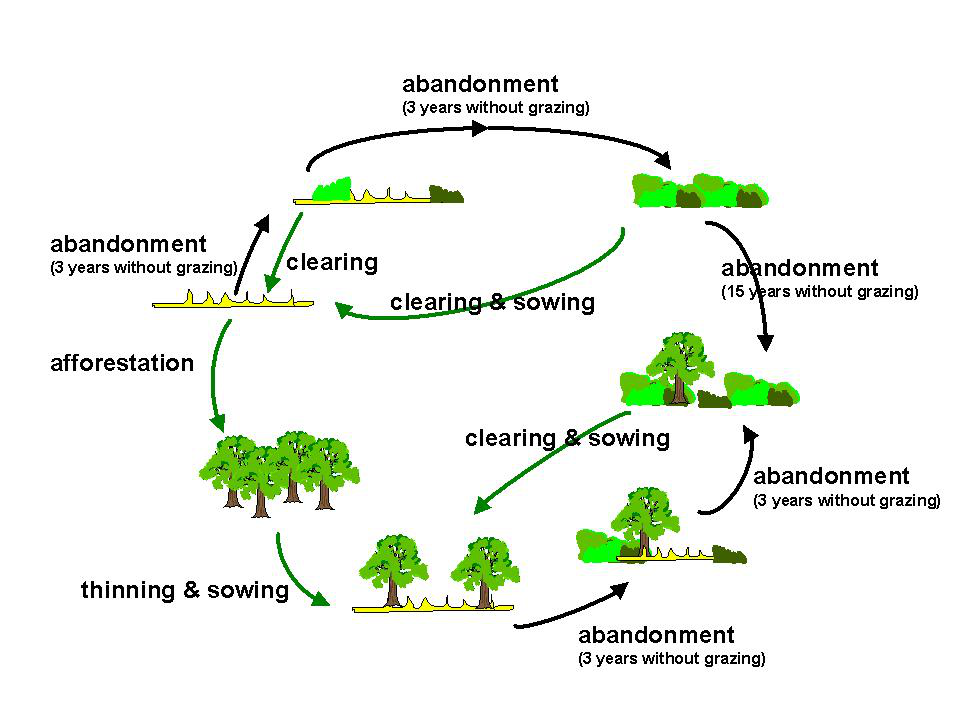 abandonment
(3 years without grazing)
abandonment
(3 years without grazing)
clearing
abandonment
(15 years without grazing)
clearing & sowing
afforestation
clearing & sowing
abandonment
(3 years without grazing)
thinning & sowing
abandonment
(3 years without grazing)